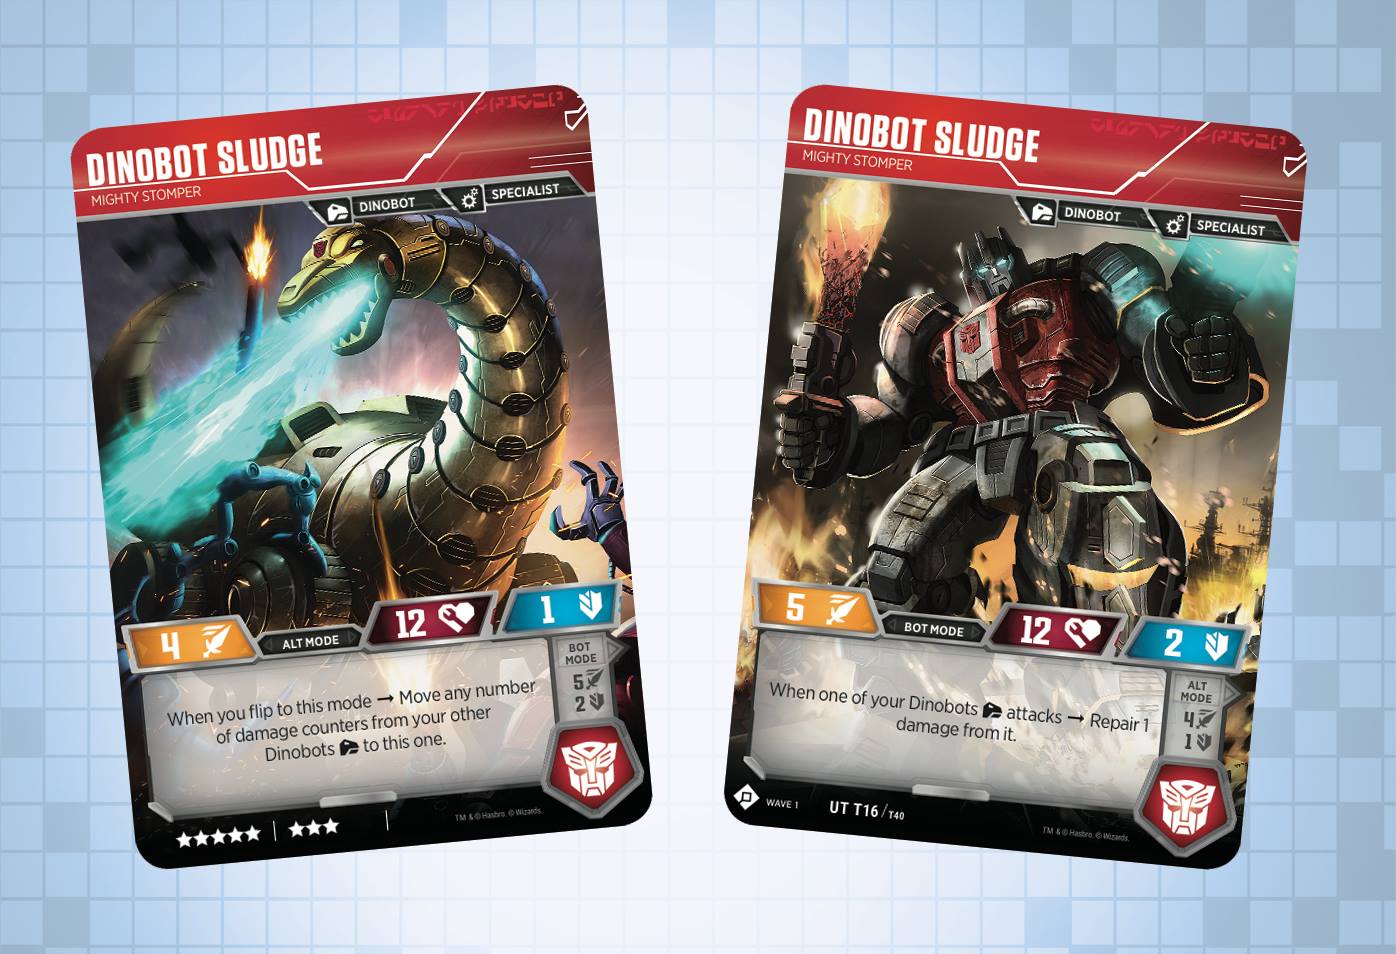 DINOBOT SLUDGE
MIGHTY STOMPER
DINOBOT
SPECIALIST
4
ALT MODE
12
1
BOT
MODE
5
2
When you flip to this mode → Move any number
of damage counters from your other
Dinobots to this one.
TM & © Hasbro. © Wizards.
DINOBOT SLUDGE
MIGHTY STOMPER
DINOBOT
SPECIALIST
5
BOT MODE
12
2
ALT
MODE
4
1
When one of your Dinobots attacks → Repair 1
damage from it.
WAVE 1
UT T16 / T40
TM & © Hasbro. © Wizards.